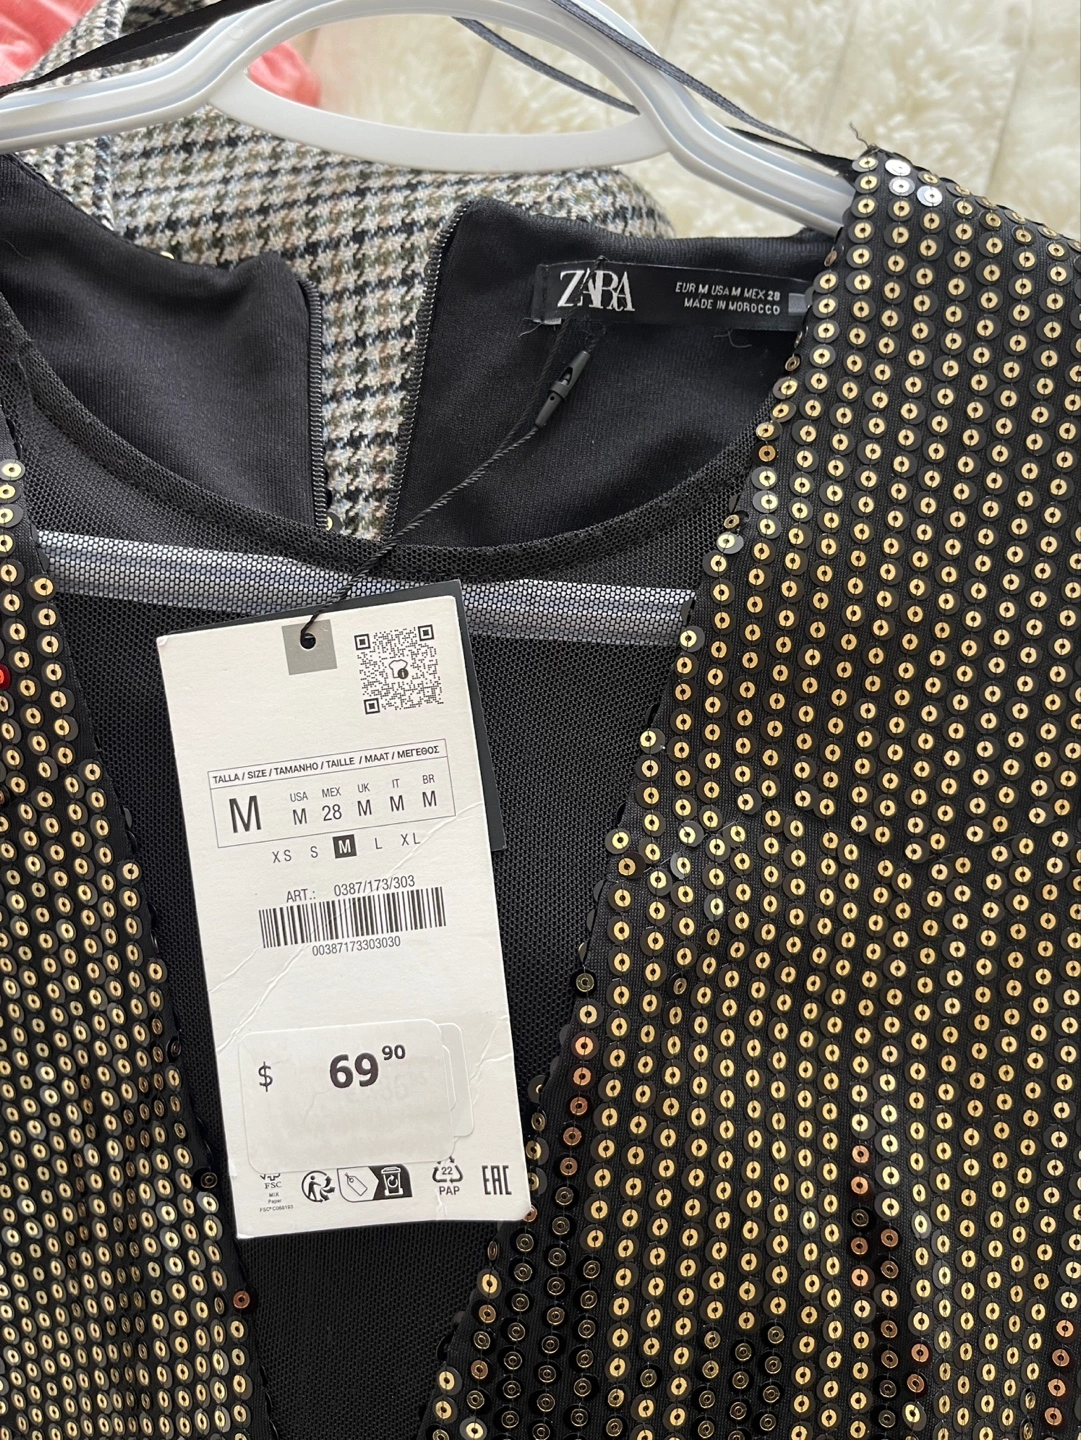 ZARA
EUR M USA M MEX 28
MADE IN MOROCCO
TALLA / SIZE / TAMANHO / TAILLE / MAAT / ΜΕΓΕΘΟΣ
M
USA MEX UK IT BR
M 28 M M M
XS S M L XL
ART.: 0387/173/303
00387173303030
$ 69 90
FSC
MIX
Paper
22
PAP
EAC